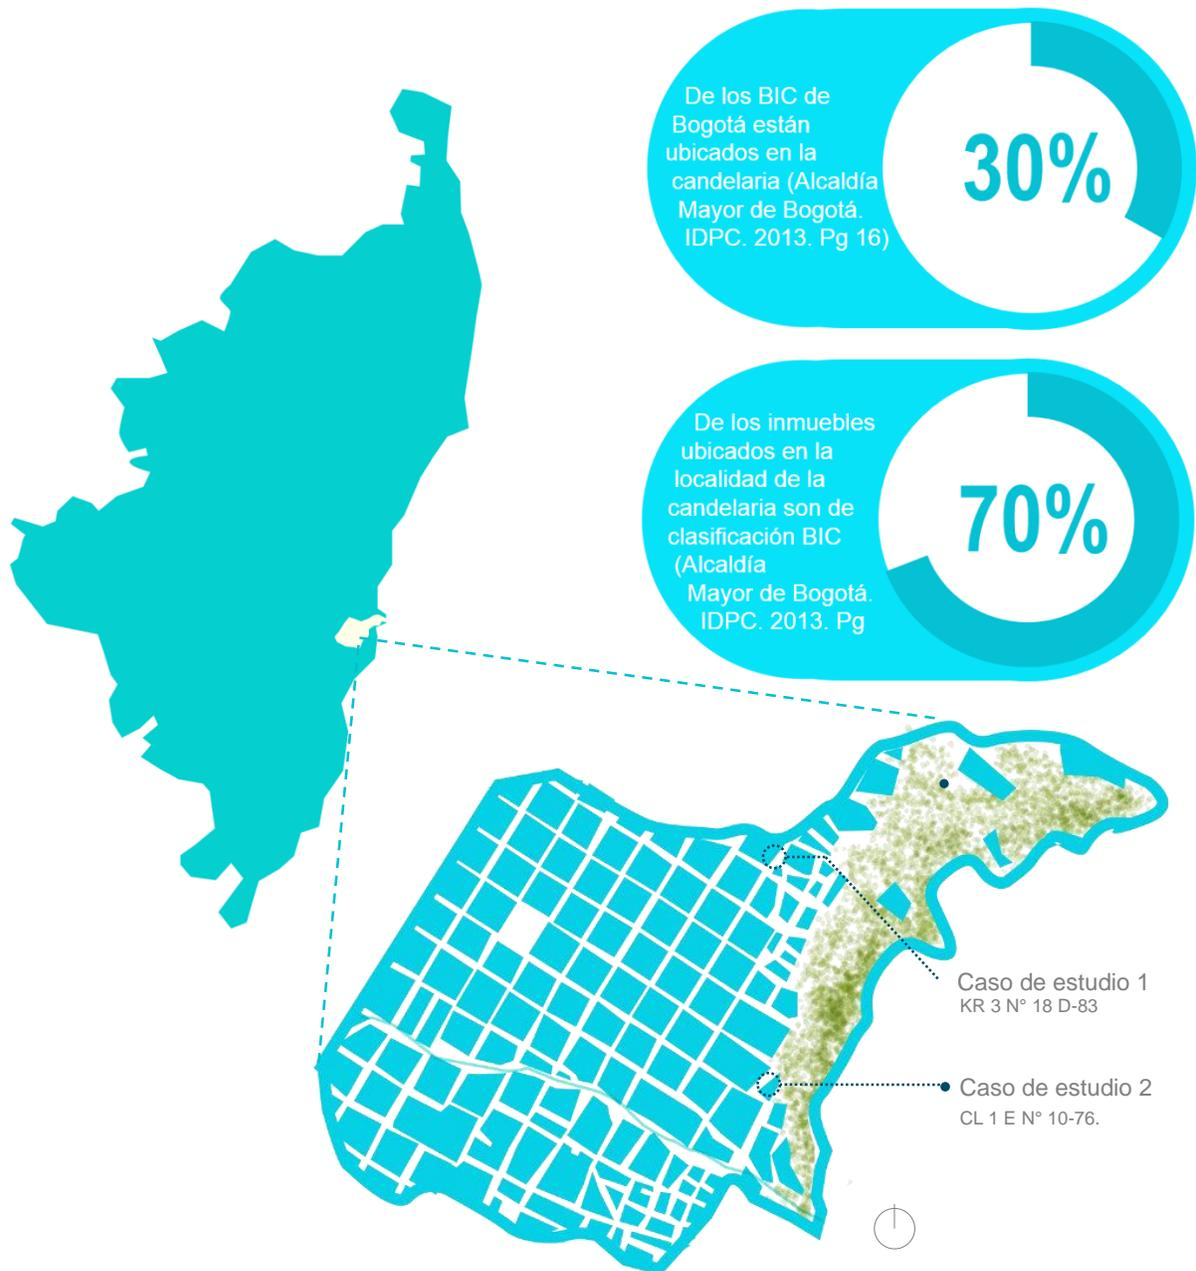 De los BIC de
Bogotá están
ubicados en la
candelaria (Alcaldía
Mayor de Bogotá.
IDPC. 2013. Pg 16)
30%
De los inmuebles
ubicados en la
localidad de la
candelaria son de
clasificación BIC
(Alcaldía
Mayor de Bogotá.
IDPC. 2013. Pg
70%
Caso de estudio 1
KR 3 N° 18 D-83
Caso de estudio 2
CL 1 E N° 10-76.